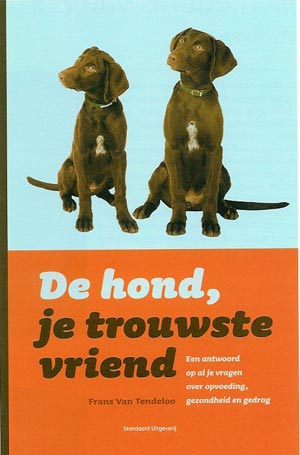 De hond,
je trouwste
vriend
Een antwoord
op al je vragen
over opvoeding,
gezondheid en gedrag
Frans Van Tendeloo
Standaard Uitgeverij